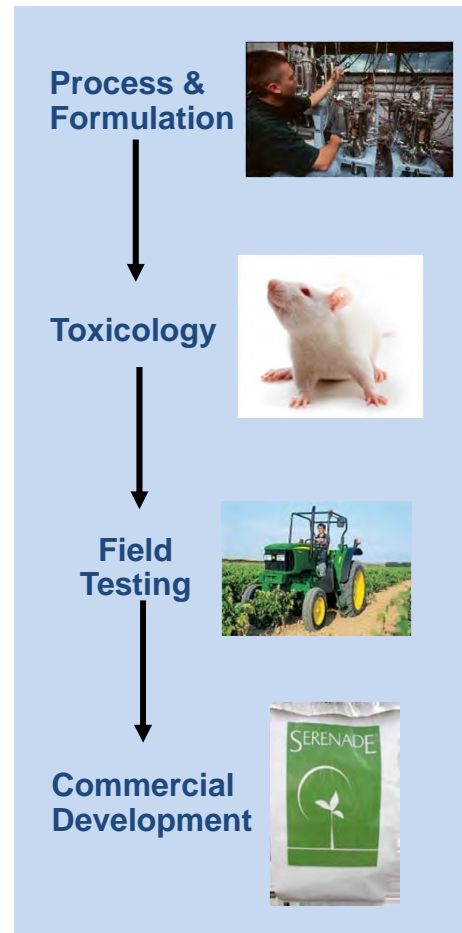 Process &
Formulation
Toxicology
Field
Testing
SERENADE
Commercial
Development